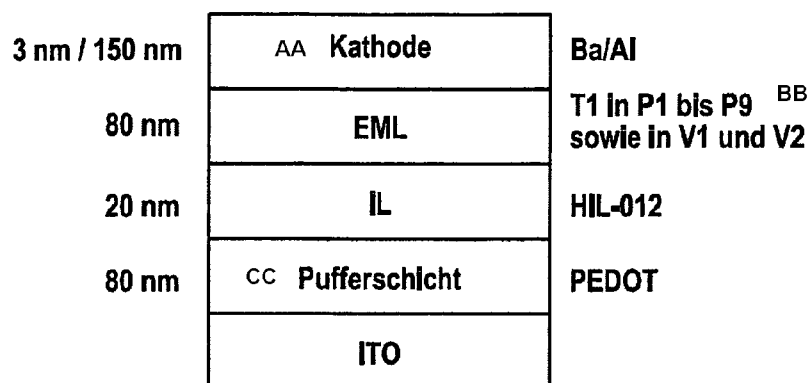 3 nm / 150 nm AA Kathode Ba/Al
80 nm EML T1 in P1 bis P9 BB
sowie in V1 und V2
20 nm IL HIL-012
80 nm CC Pufferschicht PEDOT
ITO